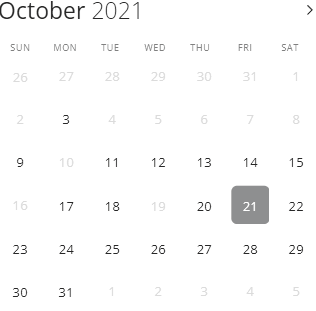 October 2021
SUN MON TUE WED THU FRI SAT
26 27 28 29 30 31 1
2 3 4 5 6 7 8
9 10 11 12 13 14 15
16 17 18 19 20 21 22
23 24 25 26 27 28 29
30 31 1 2 3 4 5